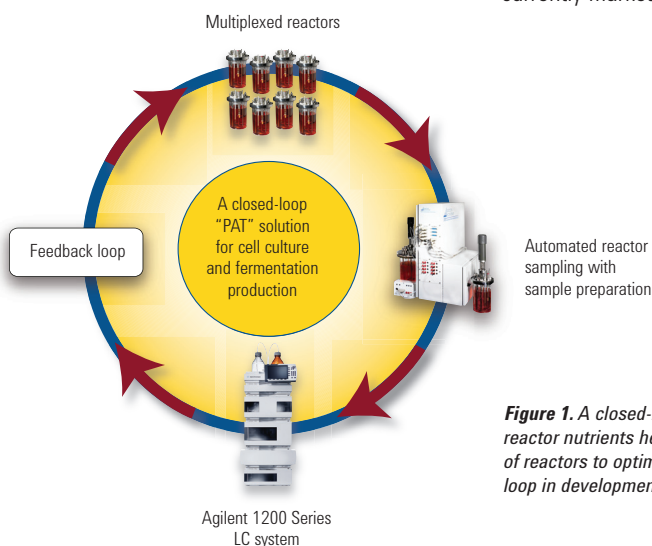 currently marke
Multiplexed reactors
A closed-loop
"PAT" solution
for cell culture
and fermentation
production
Feedback loop
Automated reactor
sampling with
sample preparation
Figure 1. A closed-
reactor nutrients he
of reactors to optim
loop in developmen
Agilent 1200 Series
LC system